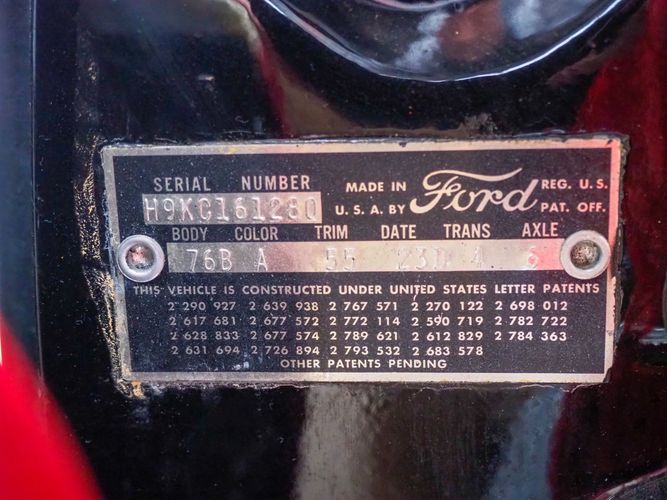 SERIAL NUMBER
H9KC161280
MADE IN
U. S. A. BY
Ford
REG. U. S.
PAT. OFF.
BODY COLOR TRIM DATE TRANS AXLE
76B A 55 23D 4 6
THIS VEHICLE IS CONSTRUCTED UNDER UNITED STATES LETTER PATENTS
2 290 927 2 639 938 2 767 571 2 270 122 2 698 012
2 617 681 2 677 572 2 772 114 2 590 719 2 782 722
2 628 833 2 677 574 2 789 621 2 612 829 2 784 363
2 631 694 2 726 894 2 793 532 2 683 578
OTHER PATENTS PENDING